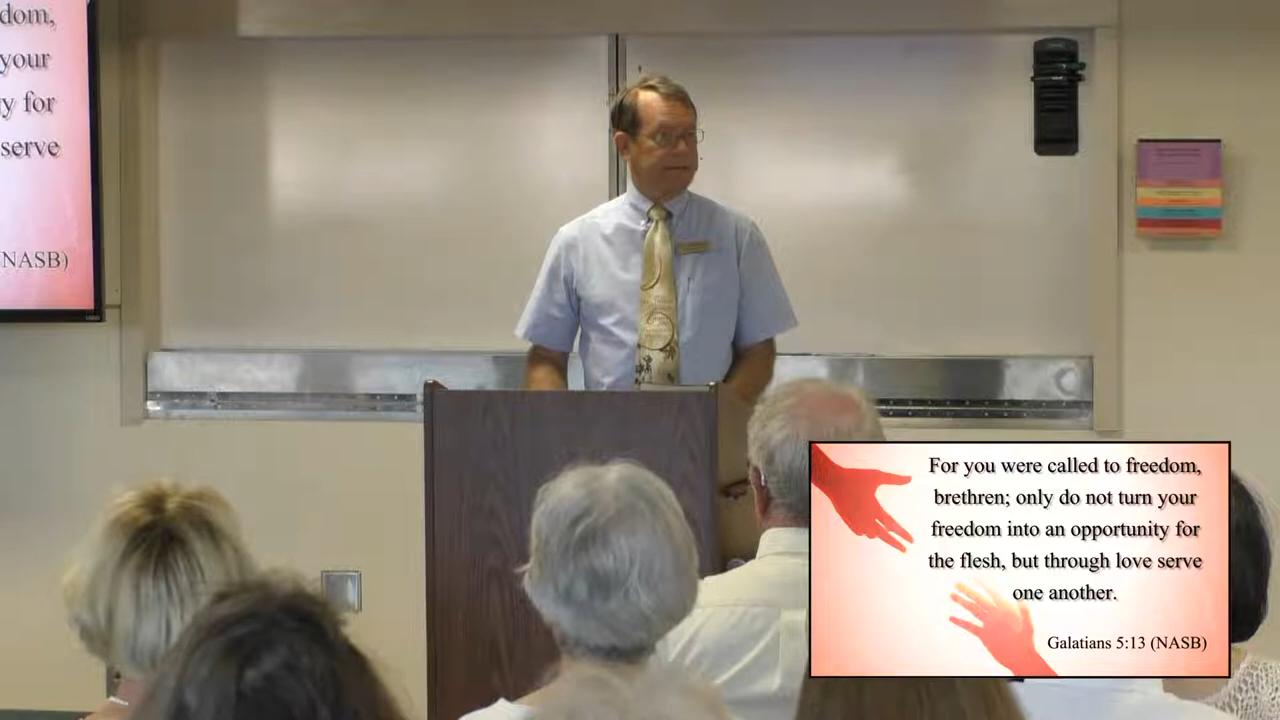 dom,
your
y for
serve
NASB)
For you were called to freedom,
brethren; only do not turn your
freedom into an opportunity for
the flesh, but through love serve
one another.
Galatians 5:13 (NASB)